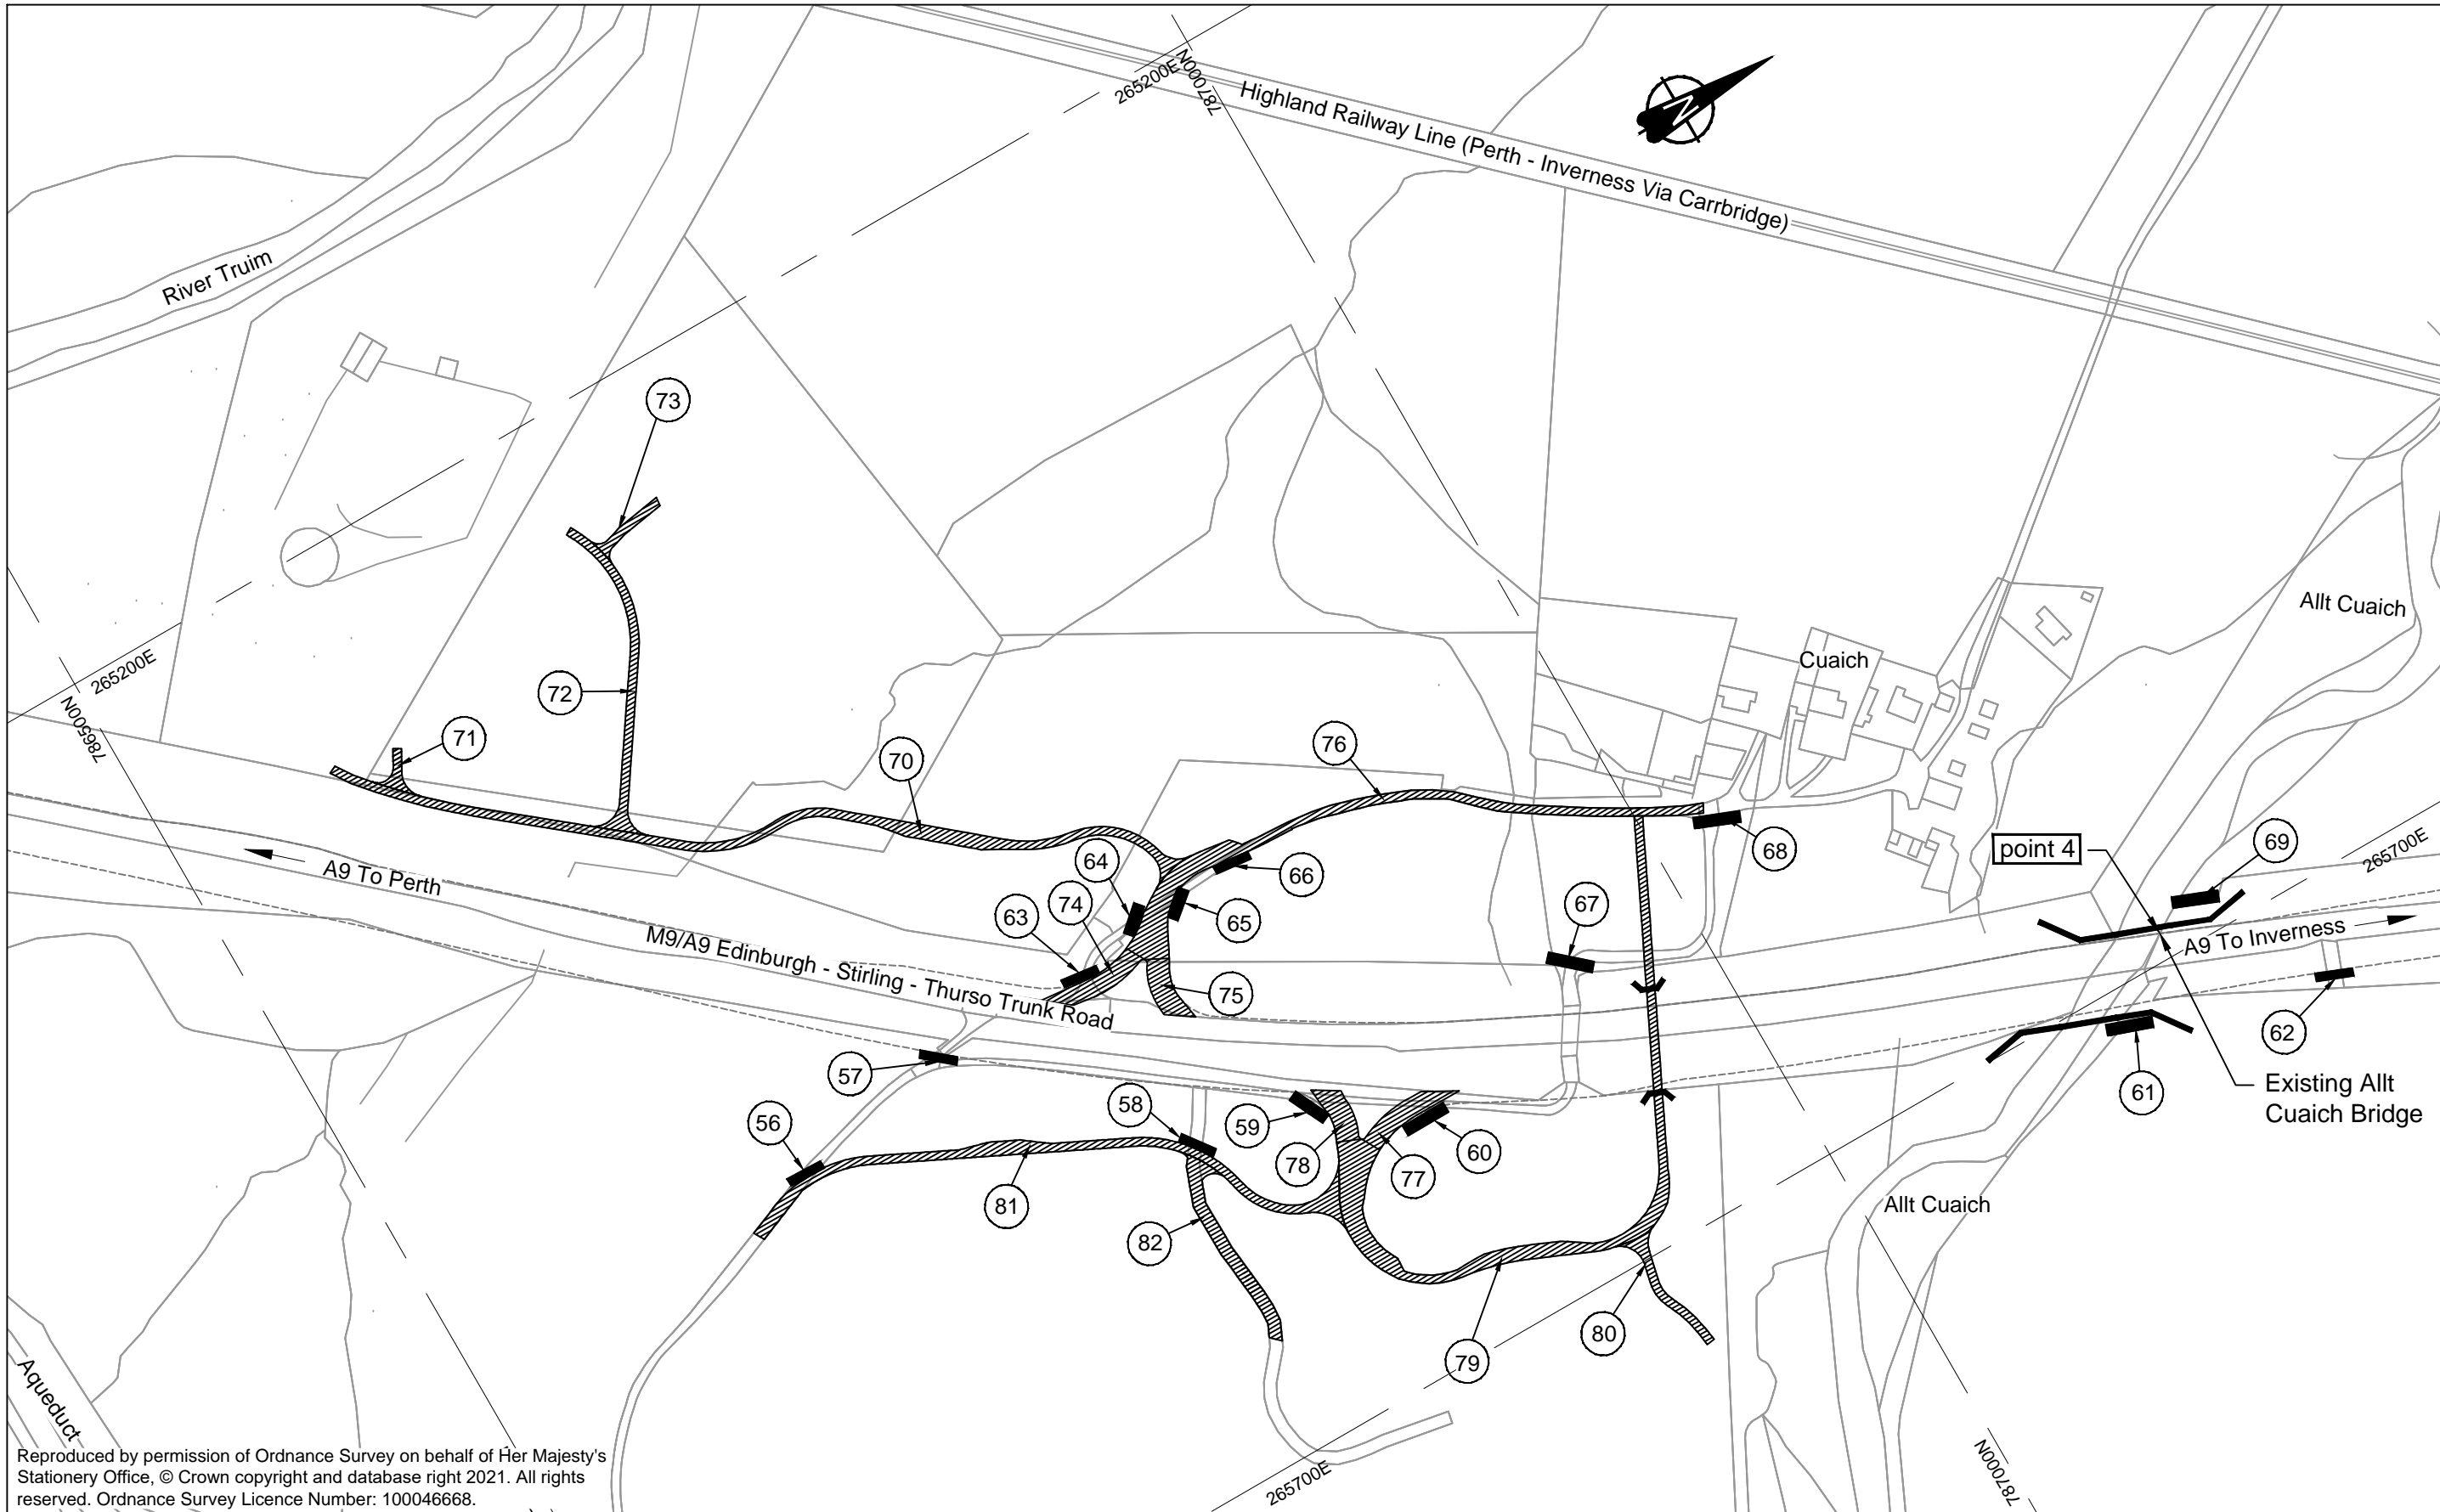 265200E
787000N
Highland Railway Line (Perth - Inverness Via Carrbridge)
N
River Truim
73
Allt Cuaich
265200E
786500N
72
71
70
76
Cuaich
64
66
68
point 4
69
265700E
63
74
65
67
A9 To Perth
M9/A9 Edinburgh - Stirling - Thurso Trunk Road
75
A9 To Inverness
62
57
58
59
60
61
Existing Allt
Cuaich Bridge
56
78
77
81
82
Allt Cuaich
79
80
Aqueduct
265700E
787000N
Reproduced by permission of Ordnance Survey on behalf of Her Majesty's
Stationery Office, © Crown copyright and database right 2021. All rights
reserved. Ordnance Survey Licence Number: 100046668.